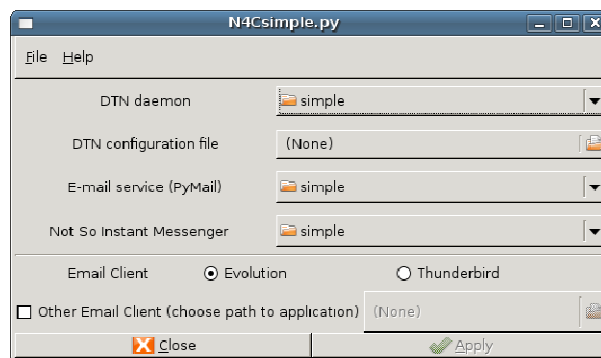 N4Csimple.py
File Help
DTN daemon simple
DTN configuration file (None)
E-mail service (PyMail) simple
Not So Instant Messenger simple
Email Client Evolution Thunderbird
Other Email Client (choose path to application) (None)
Close Apply